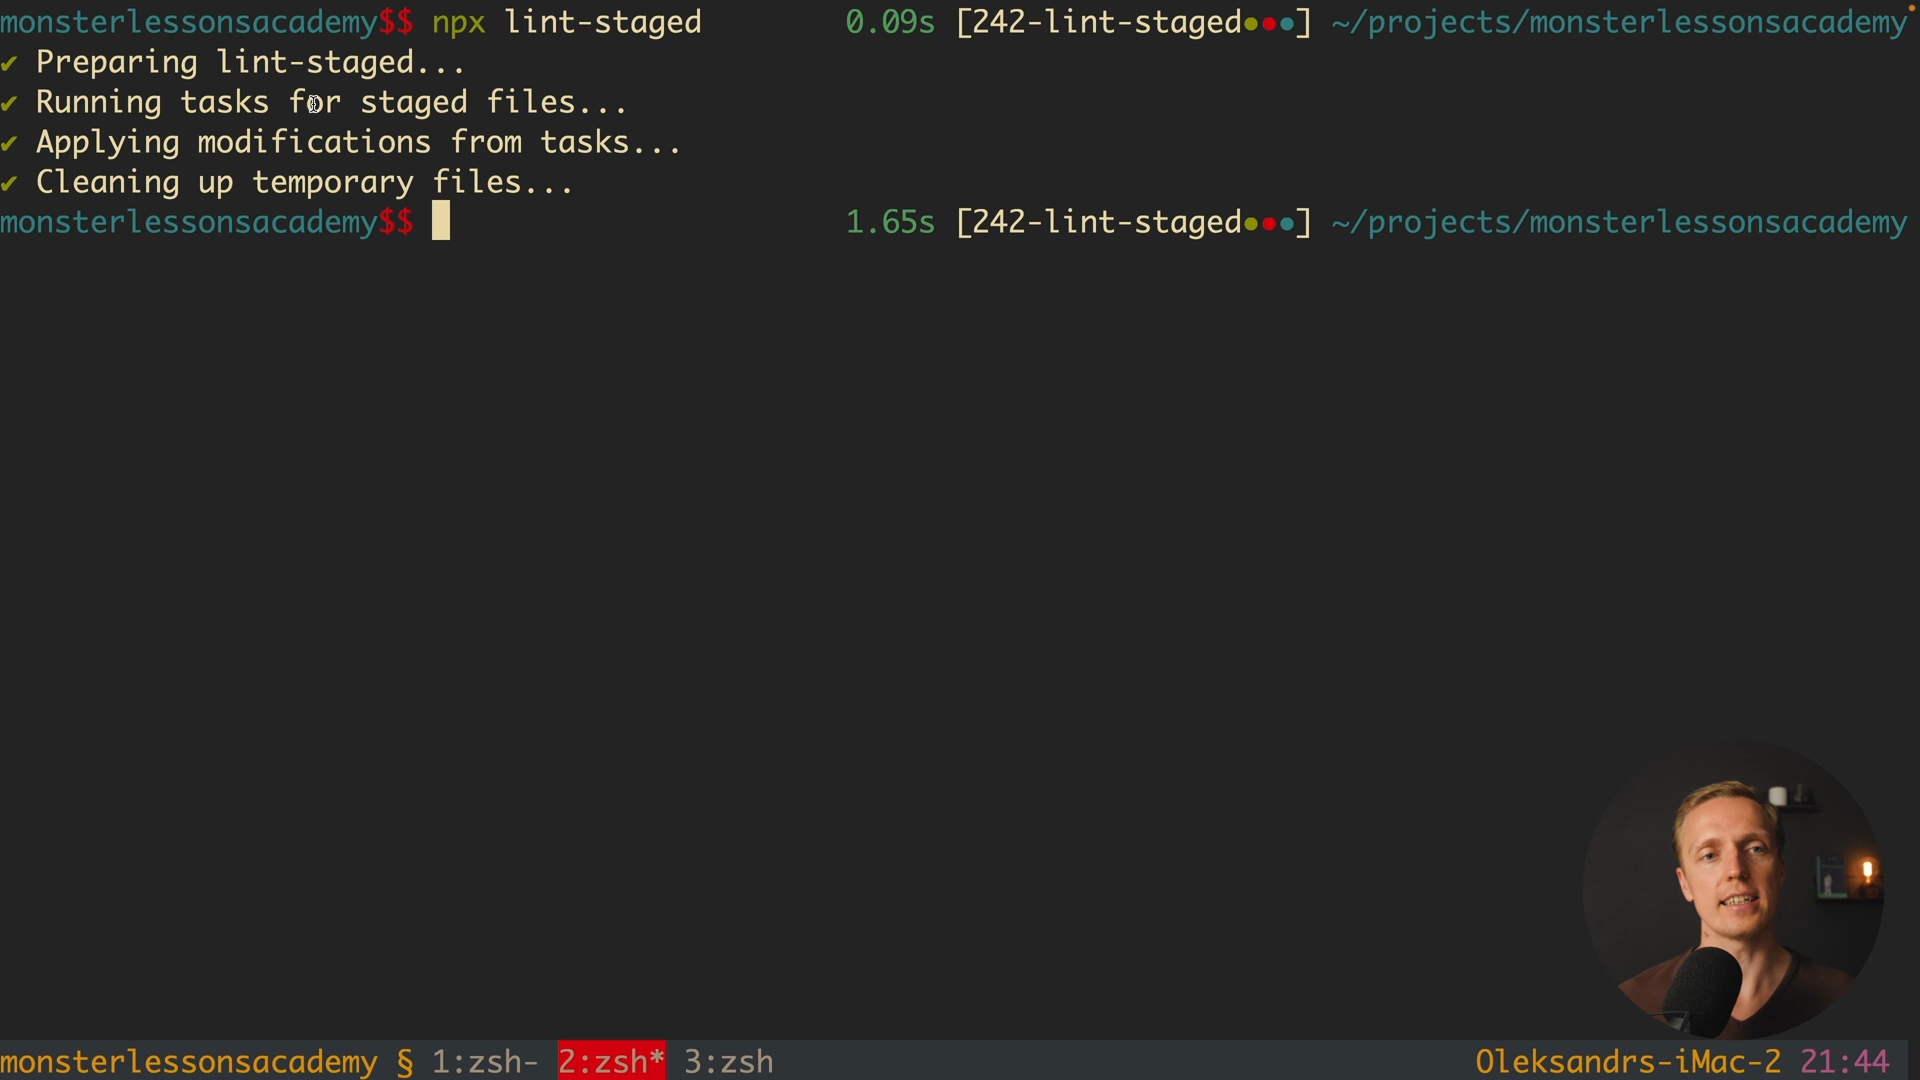 monsterlessonsacademy$$ npx lint-staged 0.09s [242-lint-staged●●●] ~/projects/monsterlessonsacademy
✔ Preparing lint-staged...
✔ Running tasks for staged files...
✔ Applying modifications from tasks...
✔ Cleaning up temporary files...
monsterlessonsacademy$$ 1.65s [242-lint-staged●●●] ~/projects/monsterlessonsacademy
monsterlessonsacademy § 1:zsh- 2:zsh* 3:zsh Oleksandrs-iMac-2 21:44